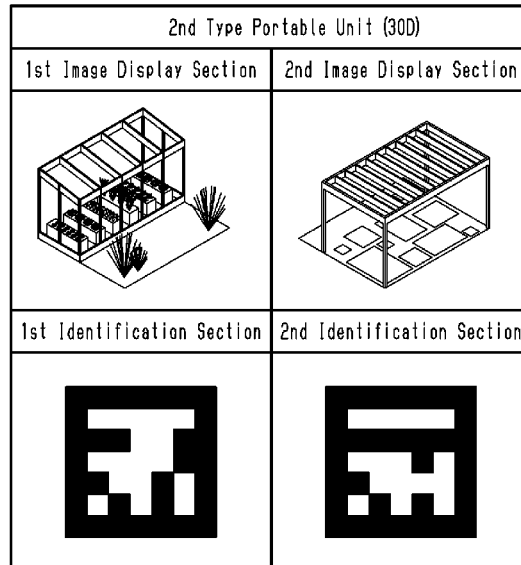 2nd Type Portable Unit (30D)
1st Image Display Section
2nd Image Display Section
1st Identification Section
2nd Identification Section